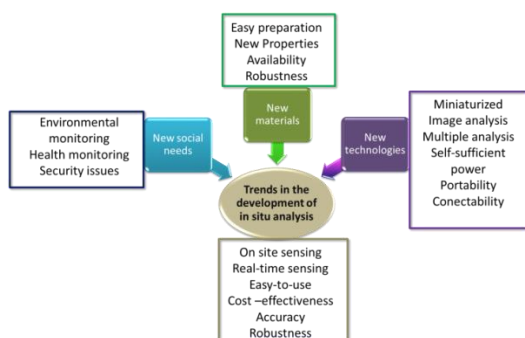 Easy preparation
New Properties
Availability
Robustness
New
materials
Environmental
monitoring
Health monitoring
Security issues
New social
needs
New
technologies
Miniaturized
Image analysis
Multiple analysis
Self-sufficient
power
Portability
Conectability
Trends in the
development of
in situ analysis
On site sensing
Real-time sensing
Easy-to-use
Cost –effectiveness
Accuracy
Robustness